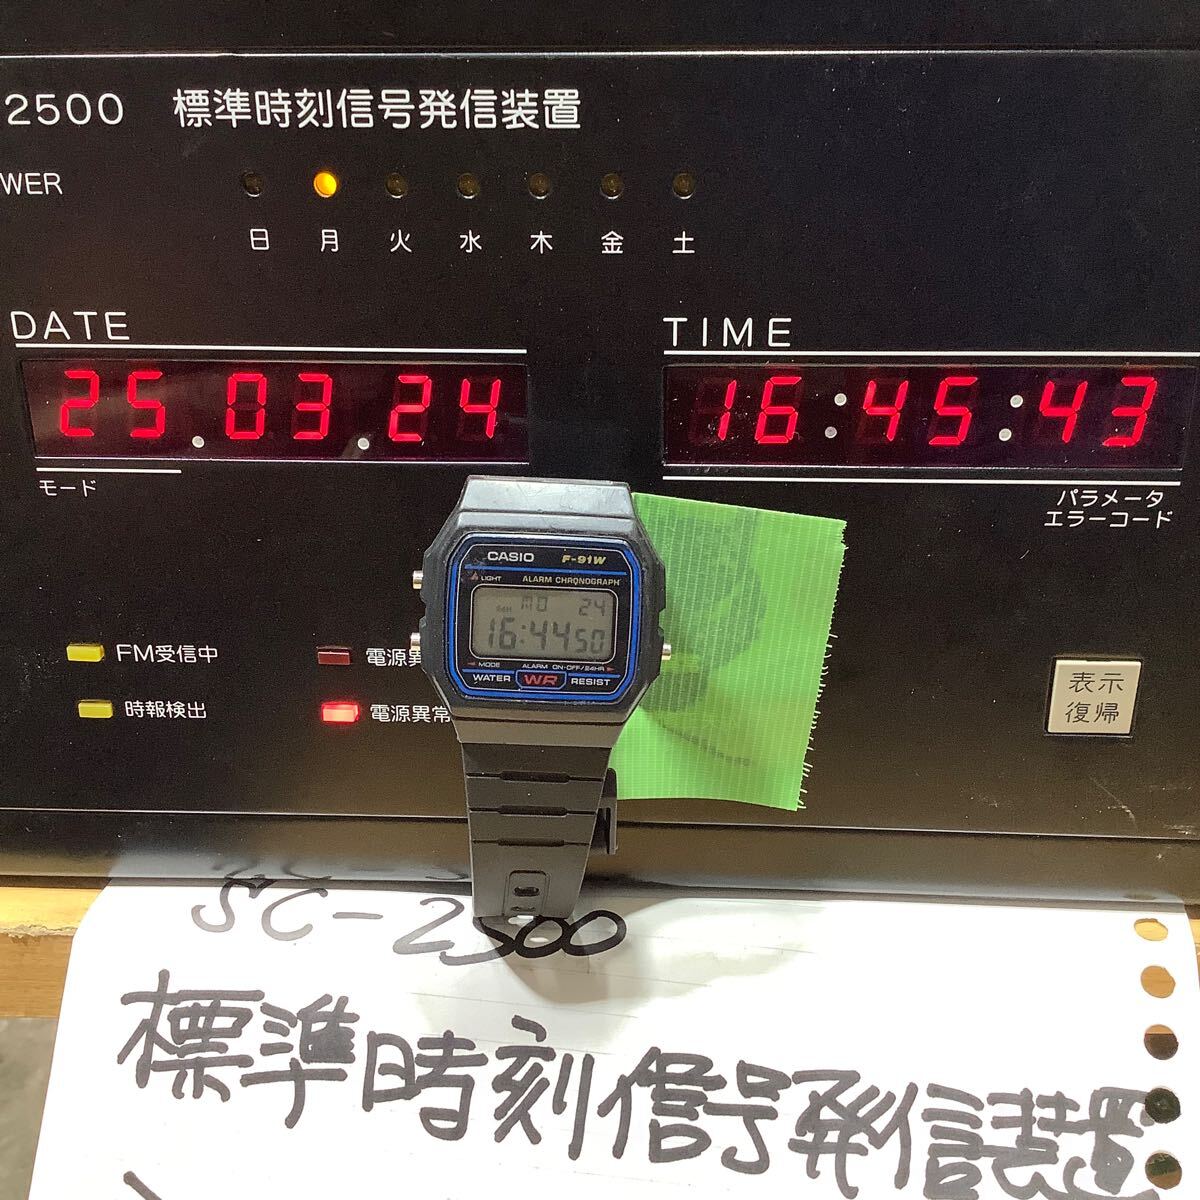 2500 標準時刻信号発信装置
WER
日 月 火 水 木 金 土
DATE
TIME
25.03.24
16:45:43
モード
パラメータ
エラーコード
CASIO F-91W
LIGHT ALARM CHRONOGRAPH
24H MO 24
16:44 50
MODE ALARM ON·OFF/24HR
WATER WR RESIST
FM受信中
電源異
時報検出
電源異常
表示
復帰
SC-2500
標準時刻信号発信装置